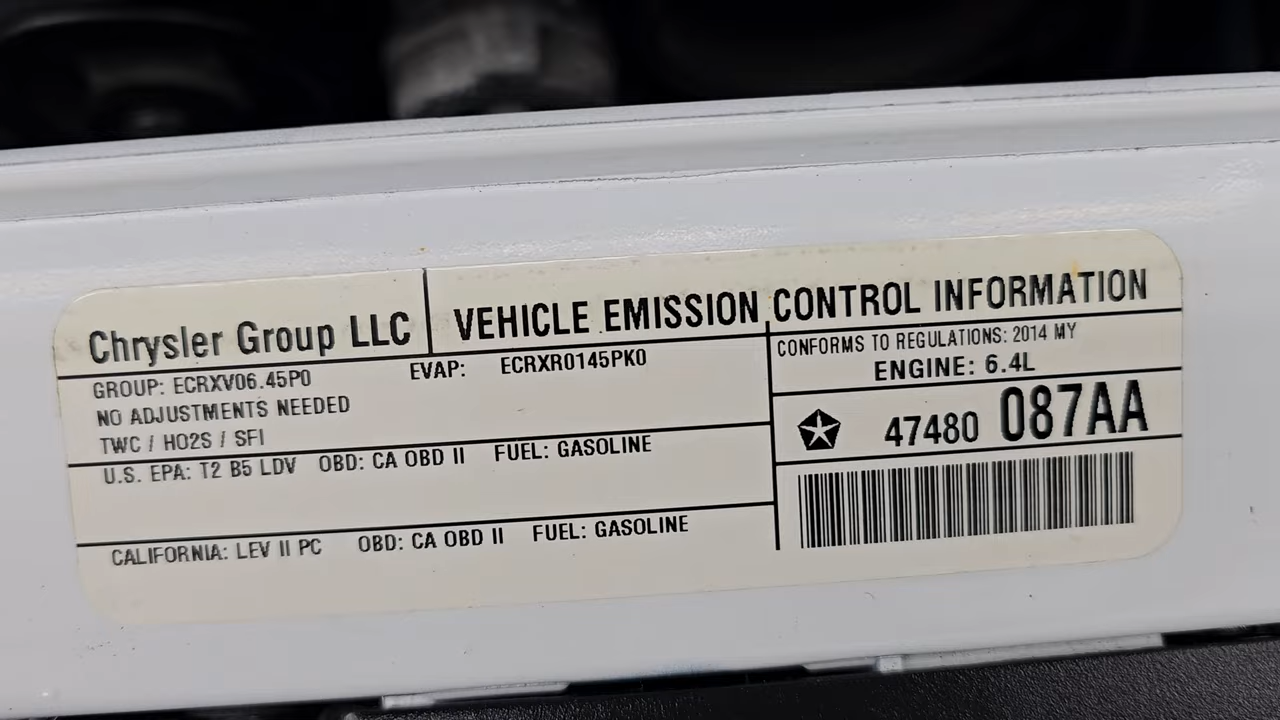 Chrysler Group LLC
VEHICLE EMISSION CONTROL INFORMATION
GROUP: ECRXV06.45P0
EVAP: ECRXR0145PK0
NO ADJUSTMENTS NEEDED
TWC / HO2S / SFI
U.S. EPA: T2 B5 LDV OBD: CA OBD II FUEL: GASOLINE
CALIFORNIA: LEV II PC OBD: CA OBD II FUEL: GASOLINE
CONFORMS TO REGULATIONS: 2014 MY
ENGINE: 6.4L
47480 087AA